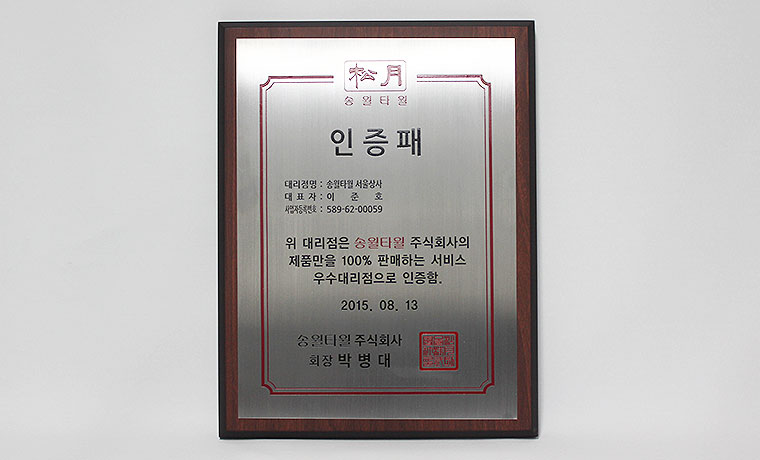 松月
송월타월
인증패
대리점명 : 송월타월 서울상사
대 표 자 : 이 준 호
사업자등록번호 : 589-62-00059
위 대리점은 송월타월 주식회사의
제품만을 100% 판매하는 서비스
우수대리점으로 인증함.
2015. 08. 13
송월타월 주식회사
회장 박 병 대